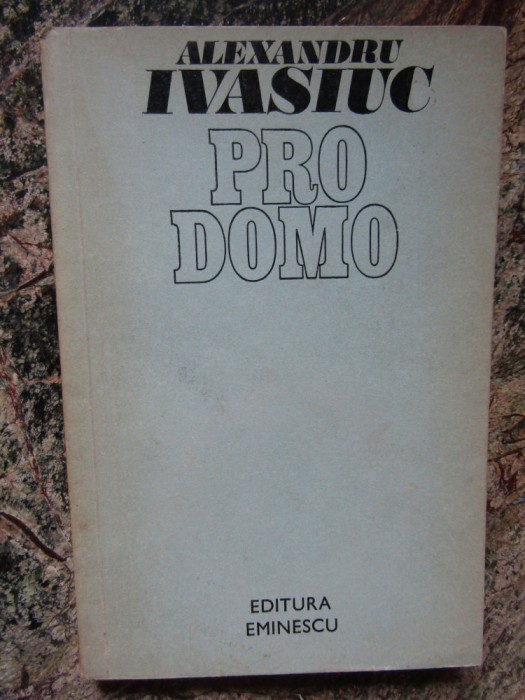 ALEXANDRU
IVASIUC
PRO
DOMO
EDITURA
EMINESCU